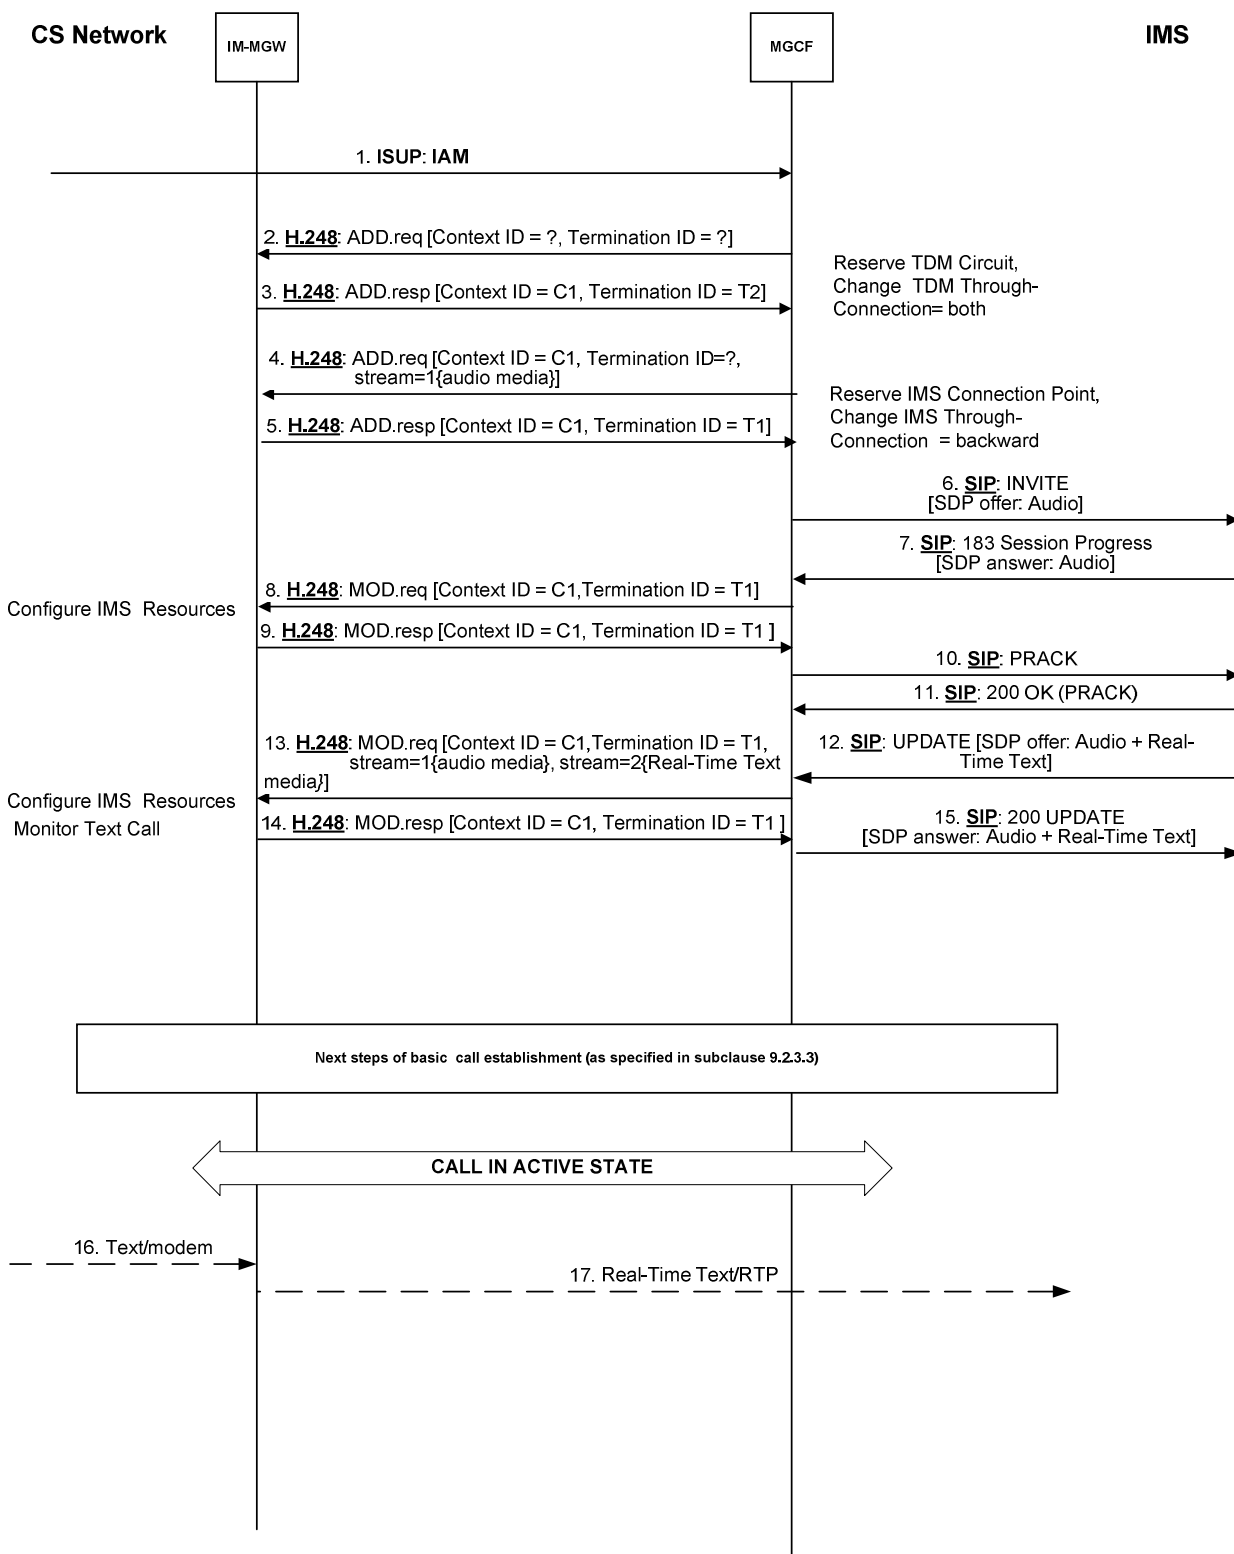 CS Network
IM-MGW
MGCF
IMS
1. ISUP: IAM
2. H.248: ADD.req [Context ID = ?, Termination ID = ?]
Reserve TDM Circuit,
Change TDM Through-
Connection= both
3. H.248: ADD.resp [Context ID = C1, Termination ID = T2]
4. H.248: ADD.req [Context ID = C1, Termination ID=?,
stream=1{audio media}]
Reserve IMS Connection Point,
Change IMS Through-
Connection = backward
5. H.248: ADD.resp [Context ID = C1, Termination ID = T1]
6. SIP: INVITE
[SDP offer: Audio]
7. SIP: 183 Session Progress
[SDP answer: Audio]
8. H.248: MOD.req [Context ID = C1,Termination ID = T1]
Configure IMS Resources
9. H.248: MOD.resp [Context ID = C1, Termination ID = T1 ]
10. SIP: PRACK
11. SIP: 200 OK (PRACK)
12. SIP: UPDATE [SDP offer: Audio + Real-
Time Text]
13. H.248: MOD.req [Context ID = C1,Termination ID = T1,
stream=1{audio media}, stream=2{Real-Time Text
media}]
Configure IMS Resources
Monitor Text Call
14. H.248: MOD.resp [Context ID = C1, Termination ID = T1 ]
15. SIP: 200 UPDATE
[SDP answer: Audio + Real-Time Text]
Next steps of basic call establishment (as specified in subclause 9.2.3.3)
CALL IN ACTIVE STATE
16. Text/modem
17. Real-Time Text/RTP